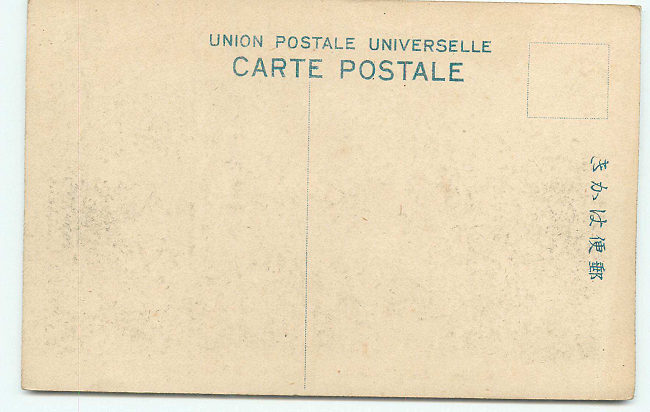 UNION POSTALE UNIVERSELLE
CARTE POSTALE
きかは便郵